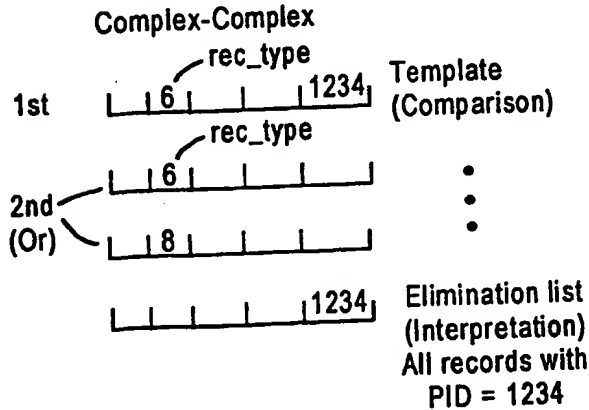 Complex-Complex
rec_type
1st 6 1234 Template
(Comparison)
rec_type
6
2nd
(Or)
8
1234 Elimination list
(Interpretation)
All records with
PID = 1234